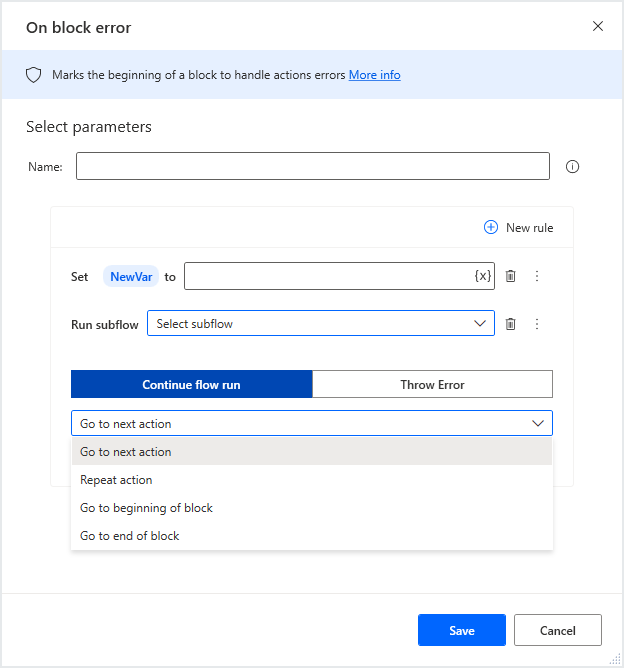 On block error
Marks the beginning of a block to handle actions errors More info
Select parameters
Name:
New rule
Set NewVar to {x}
Run subflow Select subflow
Continue flow run Throw Error
Go to next action
Go to next action
Repeat action
Go to beginning of block
Go to end of block
Save Cancel